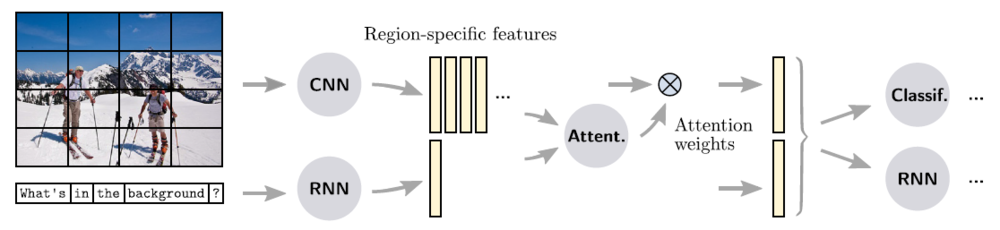 Region-specific features
CNN
...
Attent.
Attention
weights
Classif.
...
What's in the background ?
RNN
RNN
...